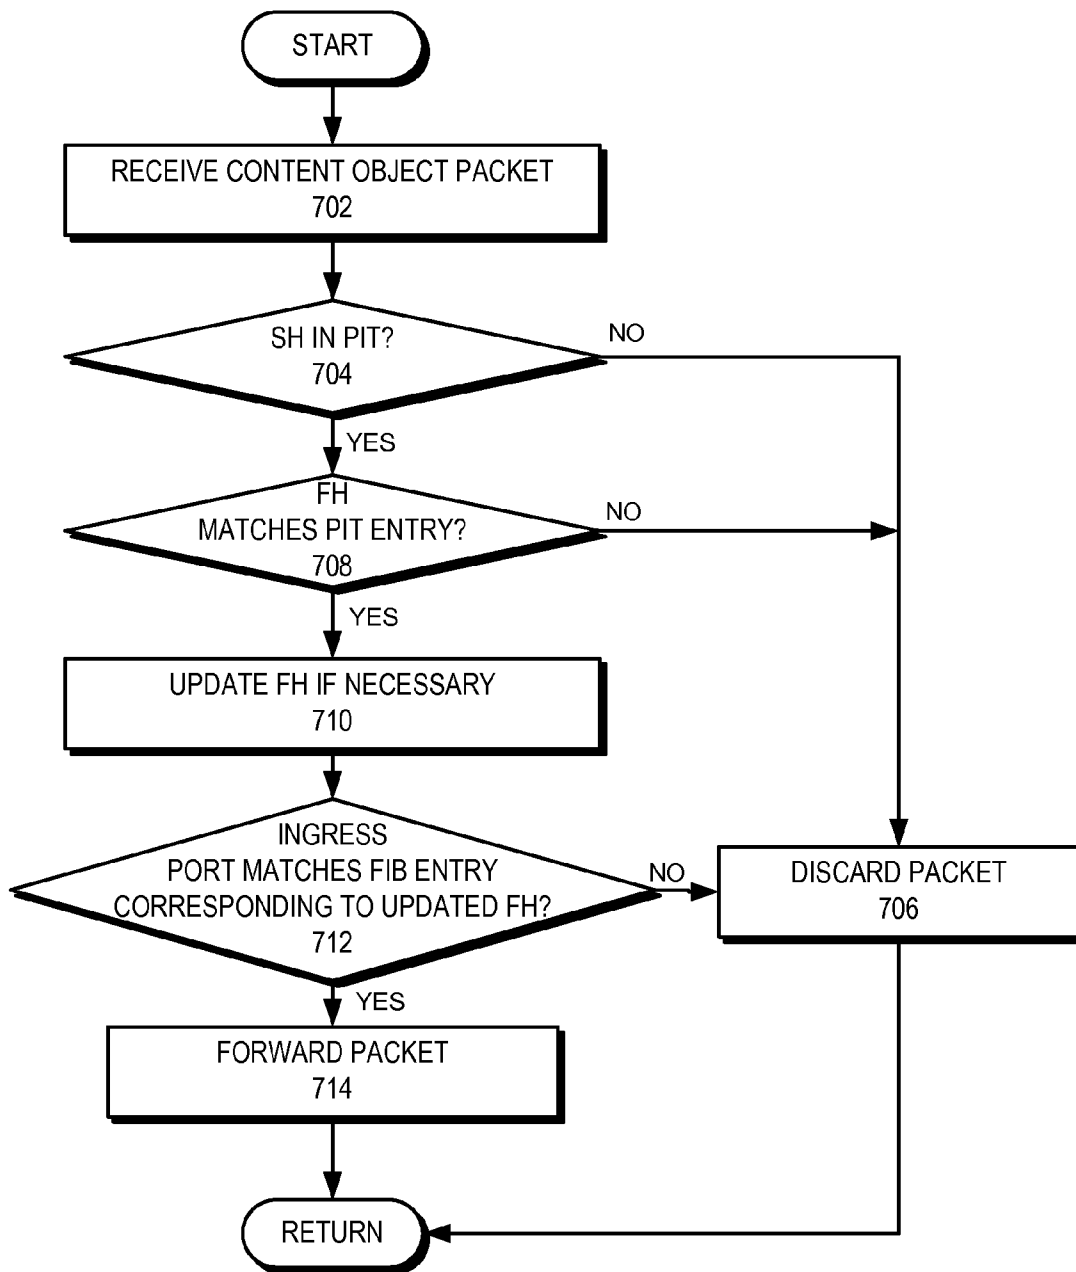 START
RECEIVE CONTENT OBJECT PACKET
702
SH IN PIT?
704
NO
YES
FH
MATCHES PIT ENTRY?
708
NO
YES
UPDATE FH IF NECESSARY
710
INGRESS
PORT MATCHES FIB ENTRY
CORRESPONDING TO UPDATED FH?
712
NO
DISCARD PACKET
706
YES
FORWARD PACKET
714
RETURN